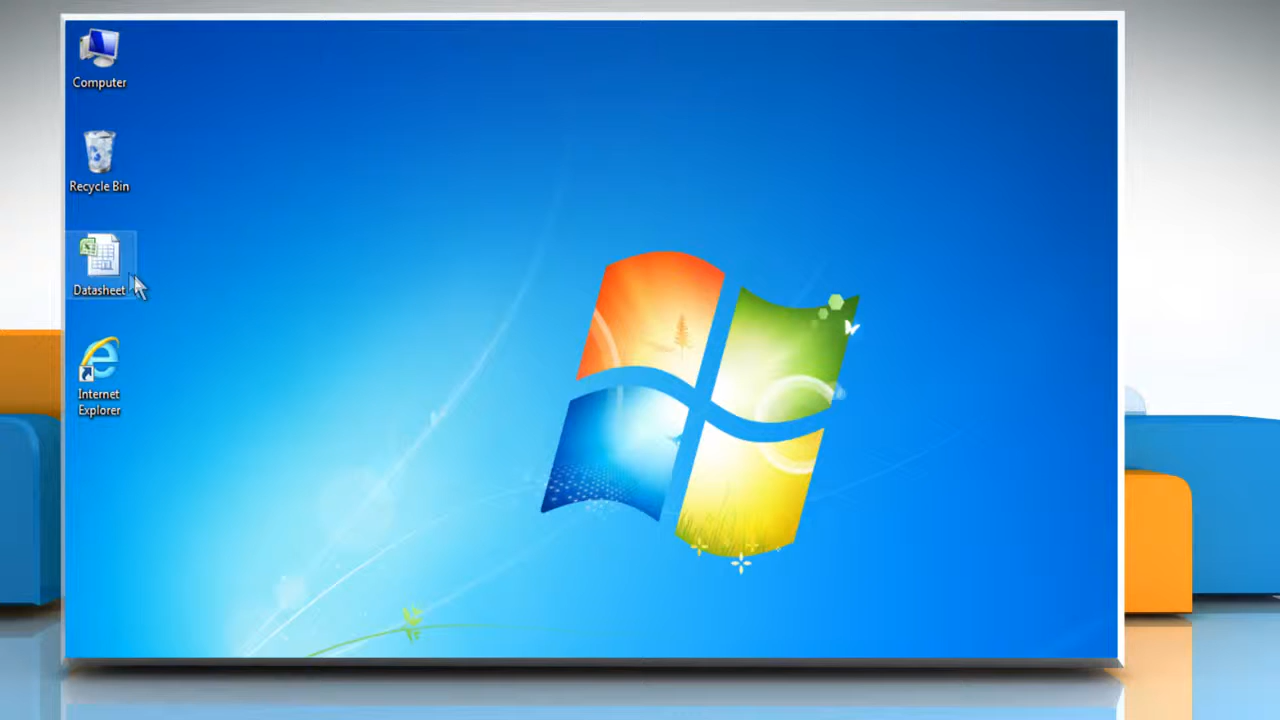 Computer
Recycle Bin
Datasheet
Internet
Explorer